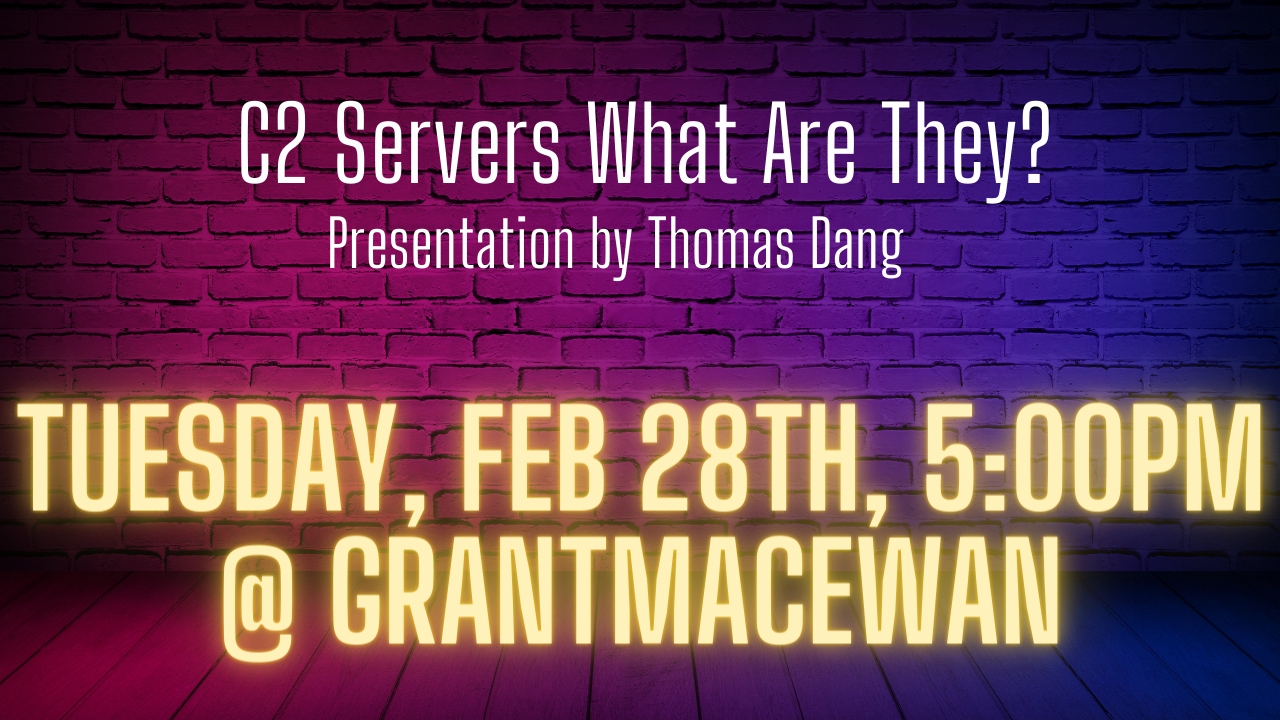 C2 Servers What Are They?
Presentation by Thomas Dang
TUESDAY, FEB 28TH, 5:00PM
@ GRANTMACEWAN